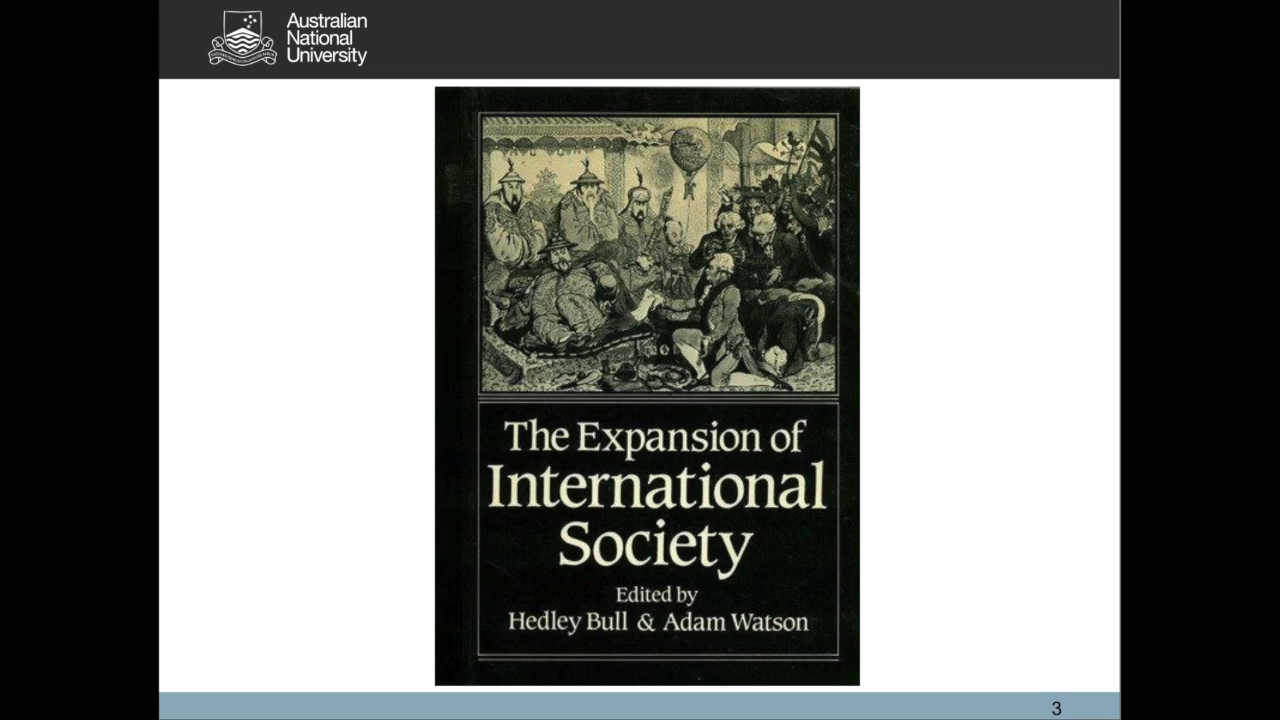 Australian
National
University
The Expansion of
International
Society
Edited by
Hedley Bull & Adam Watson
3